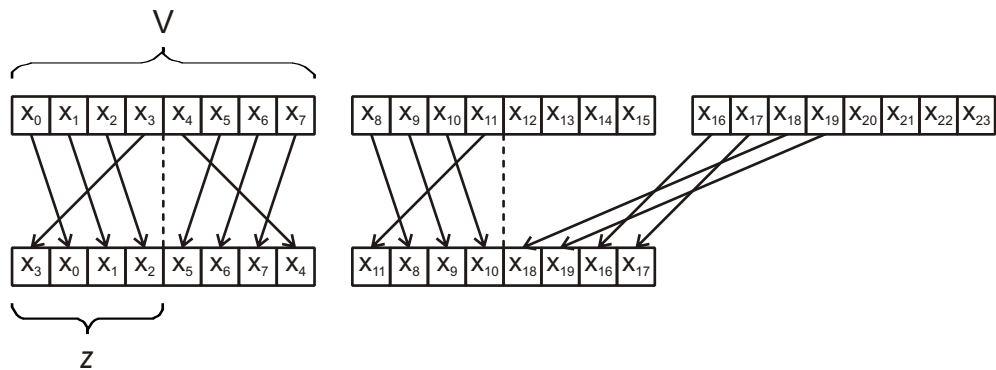 V
x₀ x₁ x₂ x₃ x₄ x₅ x₆ x₇ x₈ x₉ x₁₀ x₁₁ x₁₂ x₁₃ x₁₄ x₁₅ x₁₆ x₁₇ x₁₈ x₁₉ x₂₀ x₂₁ x₂₂ x₂₃
x₃ x₀ x₁ x₂ x₅ x₆ x₇ x₄ x₁₁ x₈ x₉ x₁₀ x₁₈ x₁₉ x₁₆ x₁₇
z